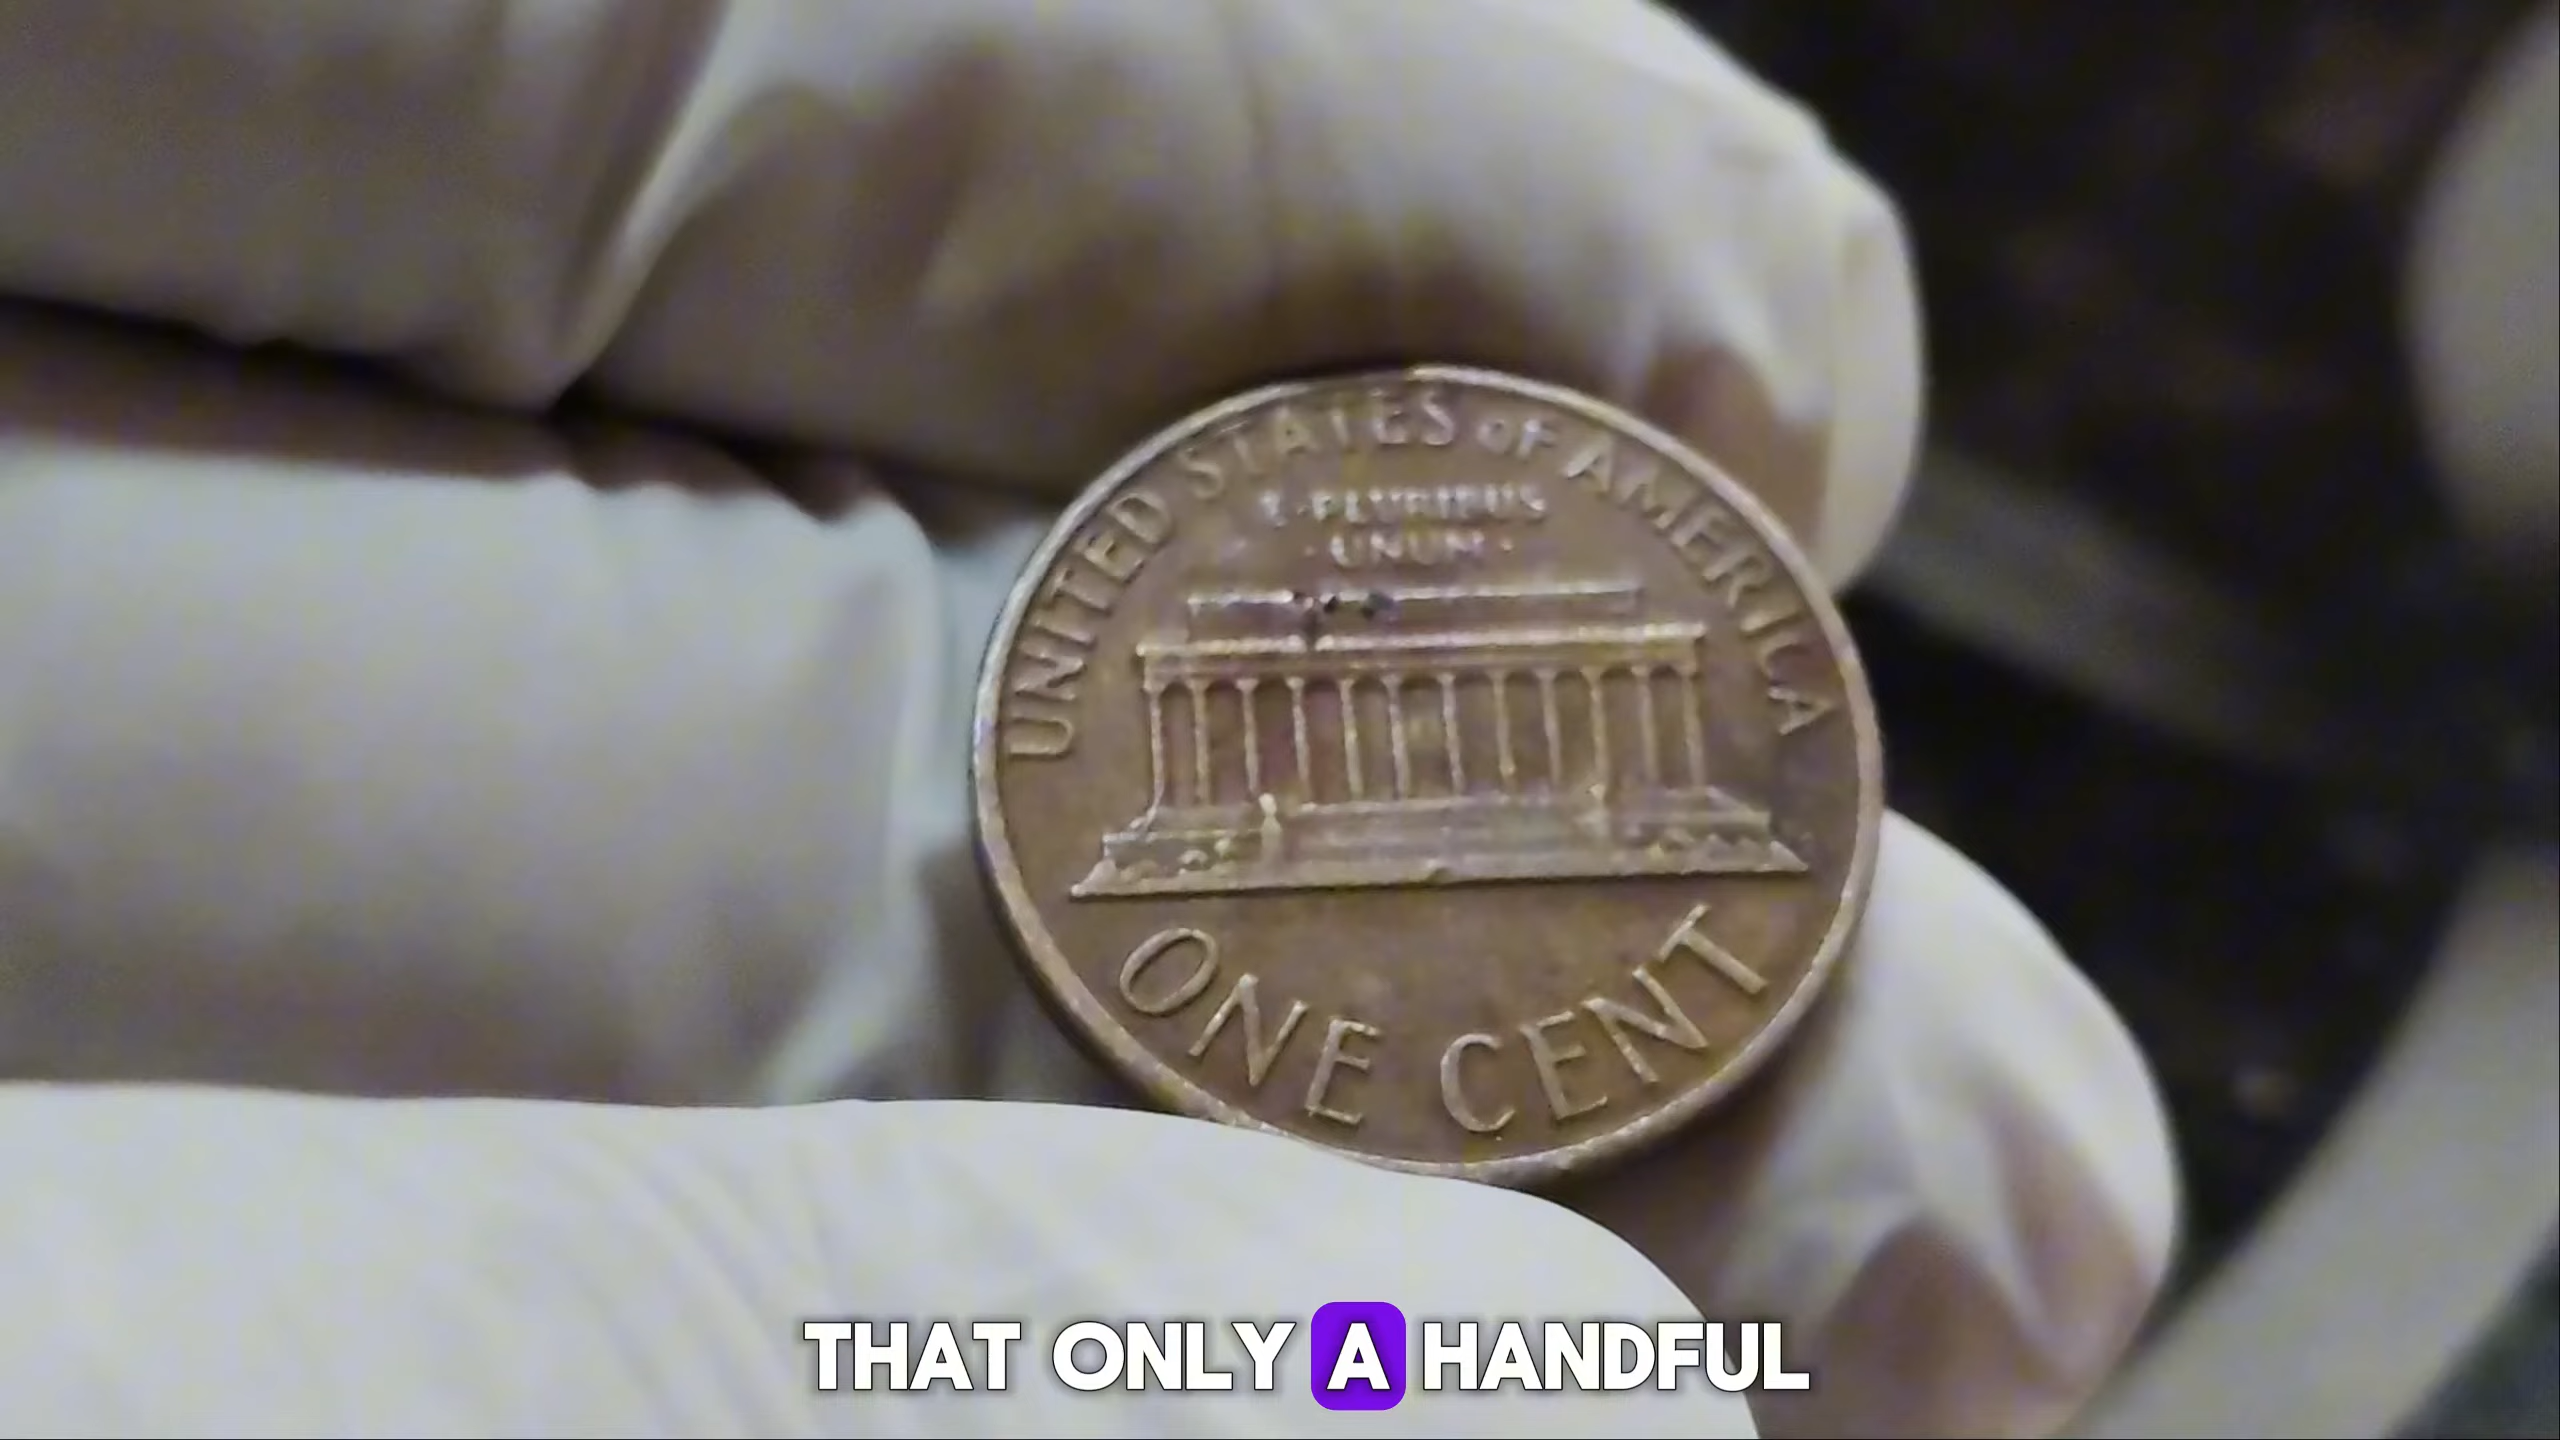 UNITED STATES OF AMERICA
E·PLURIBUS
·UNUM·
ONE CENT
THAT ONLY A HANDFUL